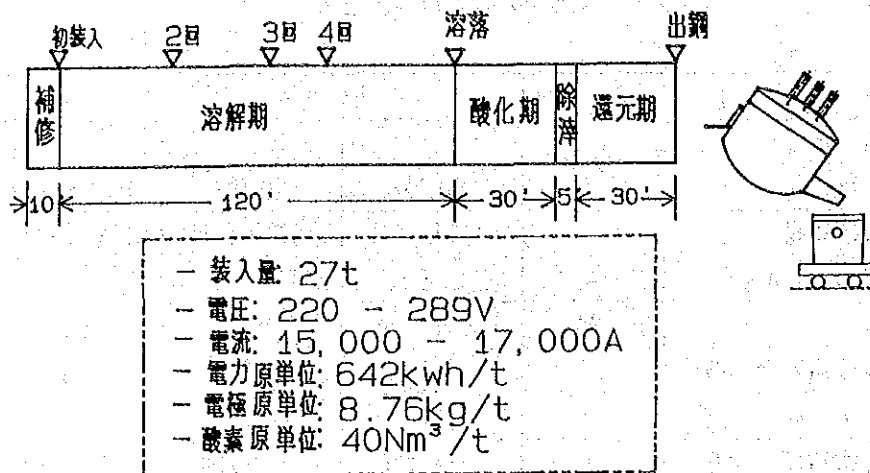 初装入 2回 3回 4回 溶落 出鋼
補修 溶解期 酸化期 除滓 還元期
10 120' 30' 5 30'
- 装入量: 27t
- 電圧: 220 - 289V
- 電流: 15,000 - 17,000A
- 電力原単位: 642kwh/t
- 電極原単位: 8.76kg/t
- 酸素原単位: 40Nm³/t